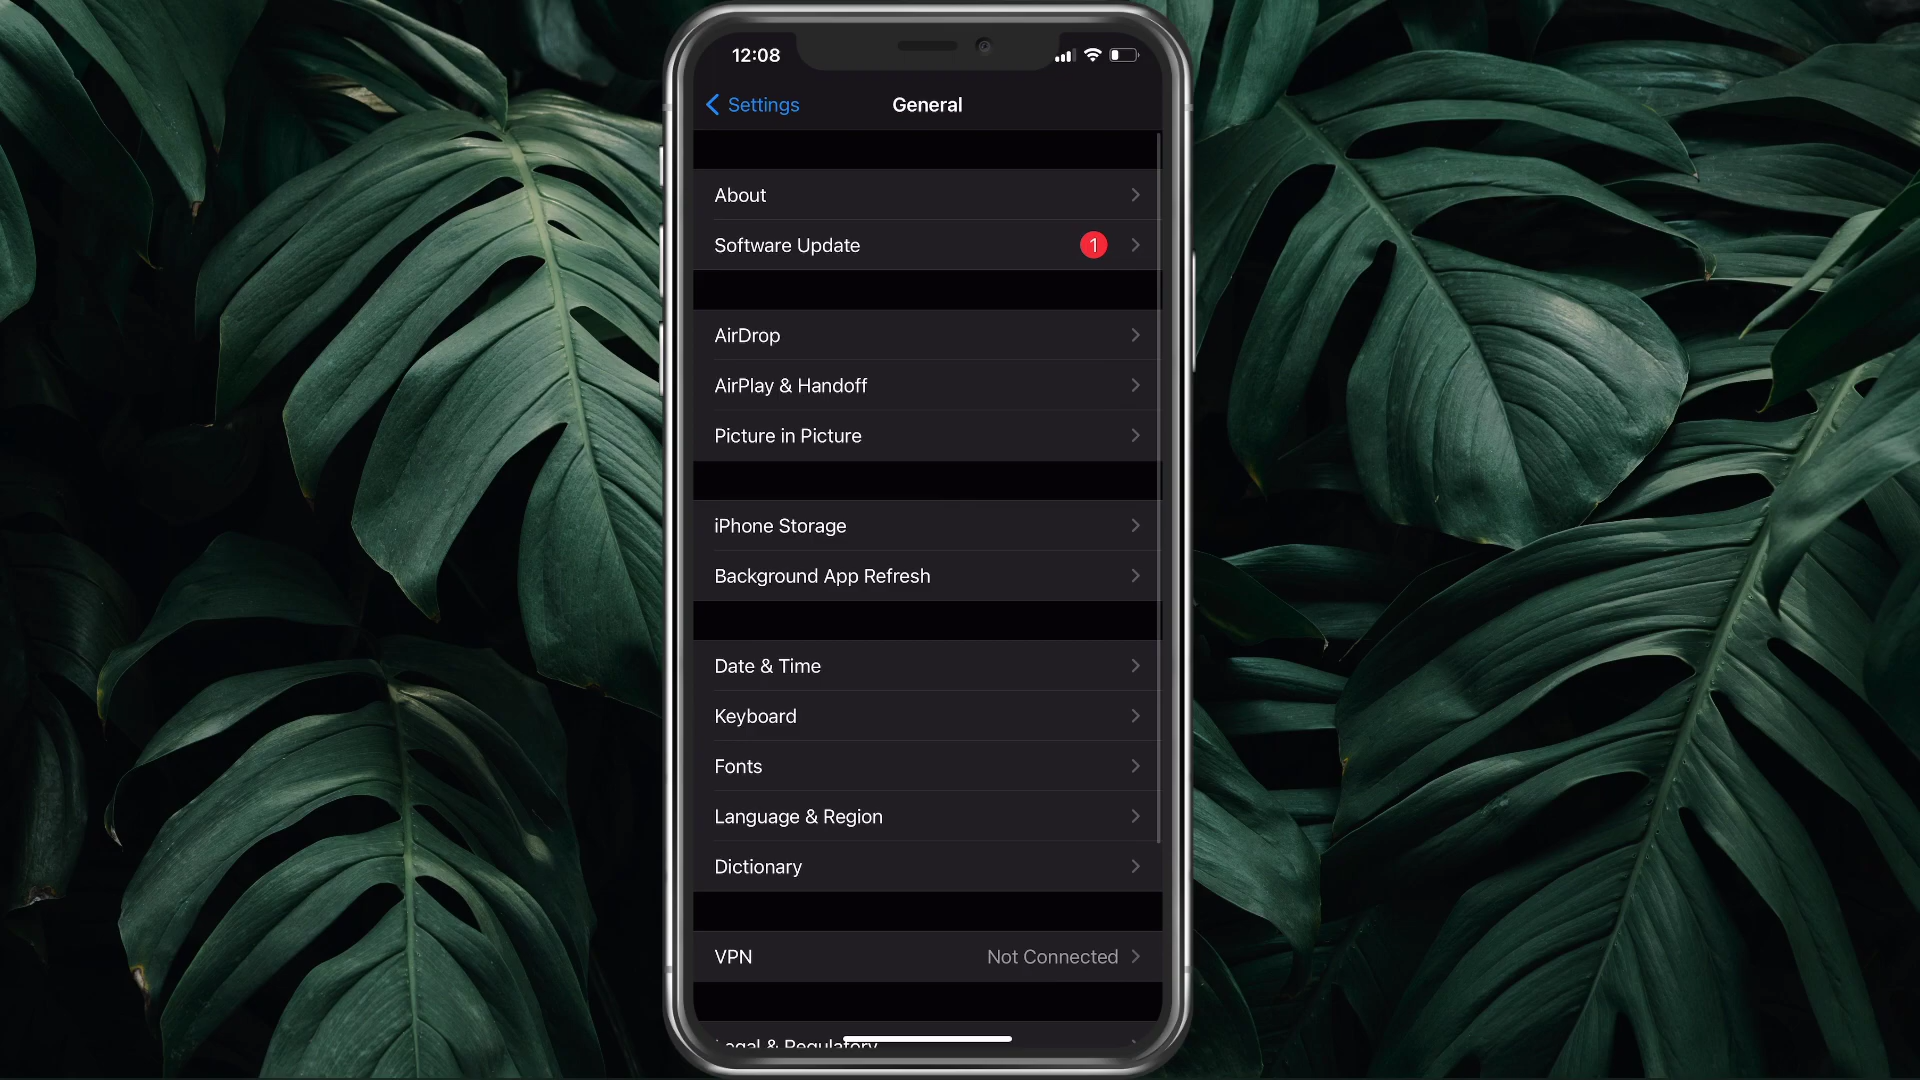 12:08
Settings
General
About
Software Update 1
AirDrop
AirPlay & Handoff
Picture in Picture
iPhone Storage
Background App Refresh
Date & Time
Keyboard
Fonts
Language & Region
Dictionary
VPN Not Connected
Legal & Regulatory